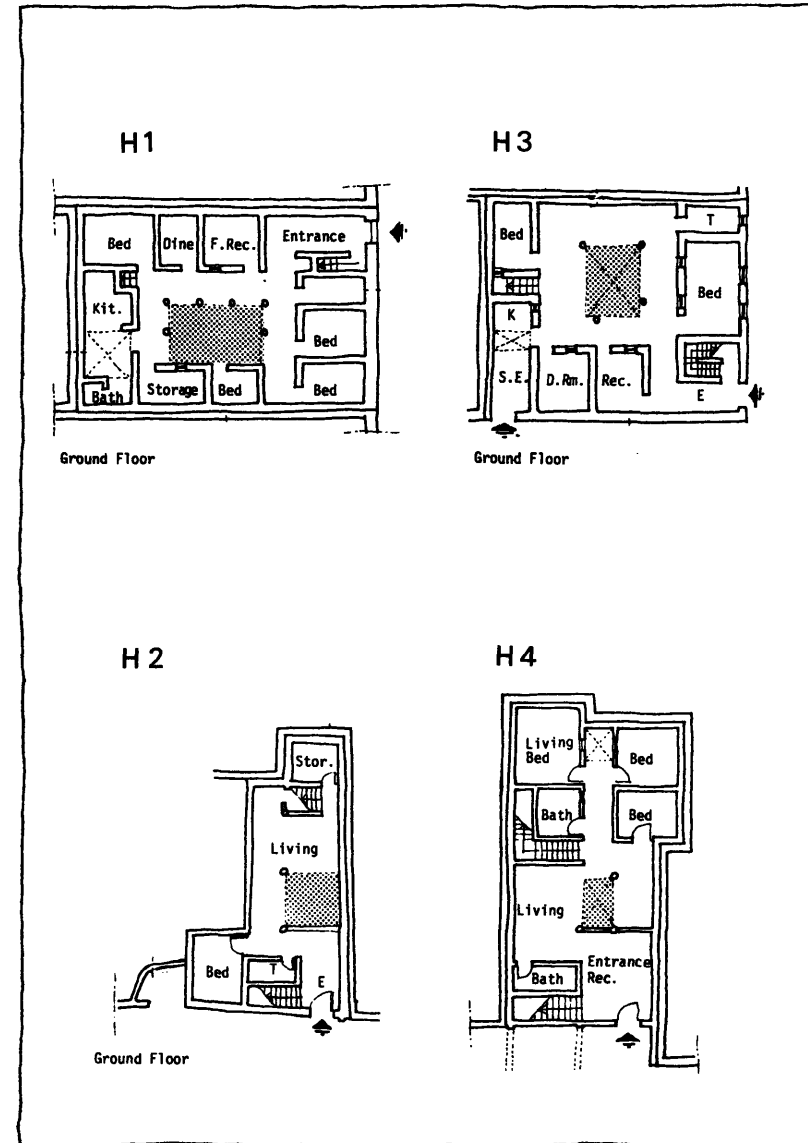 H1
Bed
Dine
F.Rec.
Entrance
Kit.
Bed
Bath
Storage
Bed
Bed
Ground Floor
H3
Bed
T
Bed
K
S.E.
D.Rm.
Rec.
E
Ground Floor
H2
Stor.
Living
Bed
T
E
Ground Floor
H4
Living
Bed
Bed
Bath
Bed
Living
Bath
Entrance
Rec.